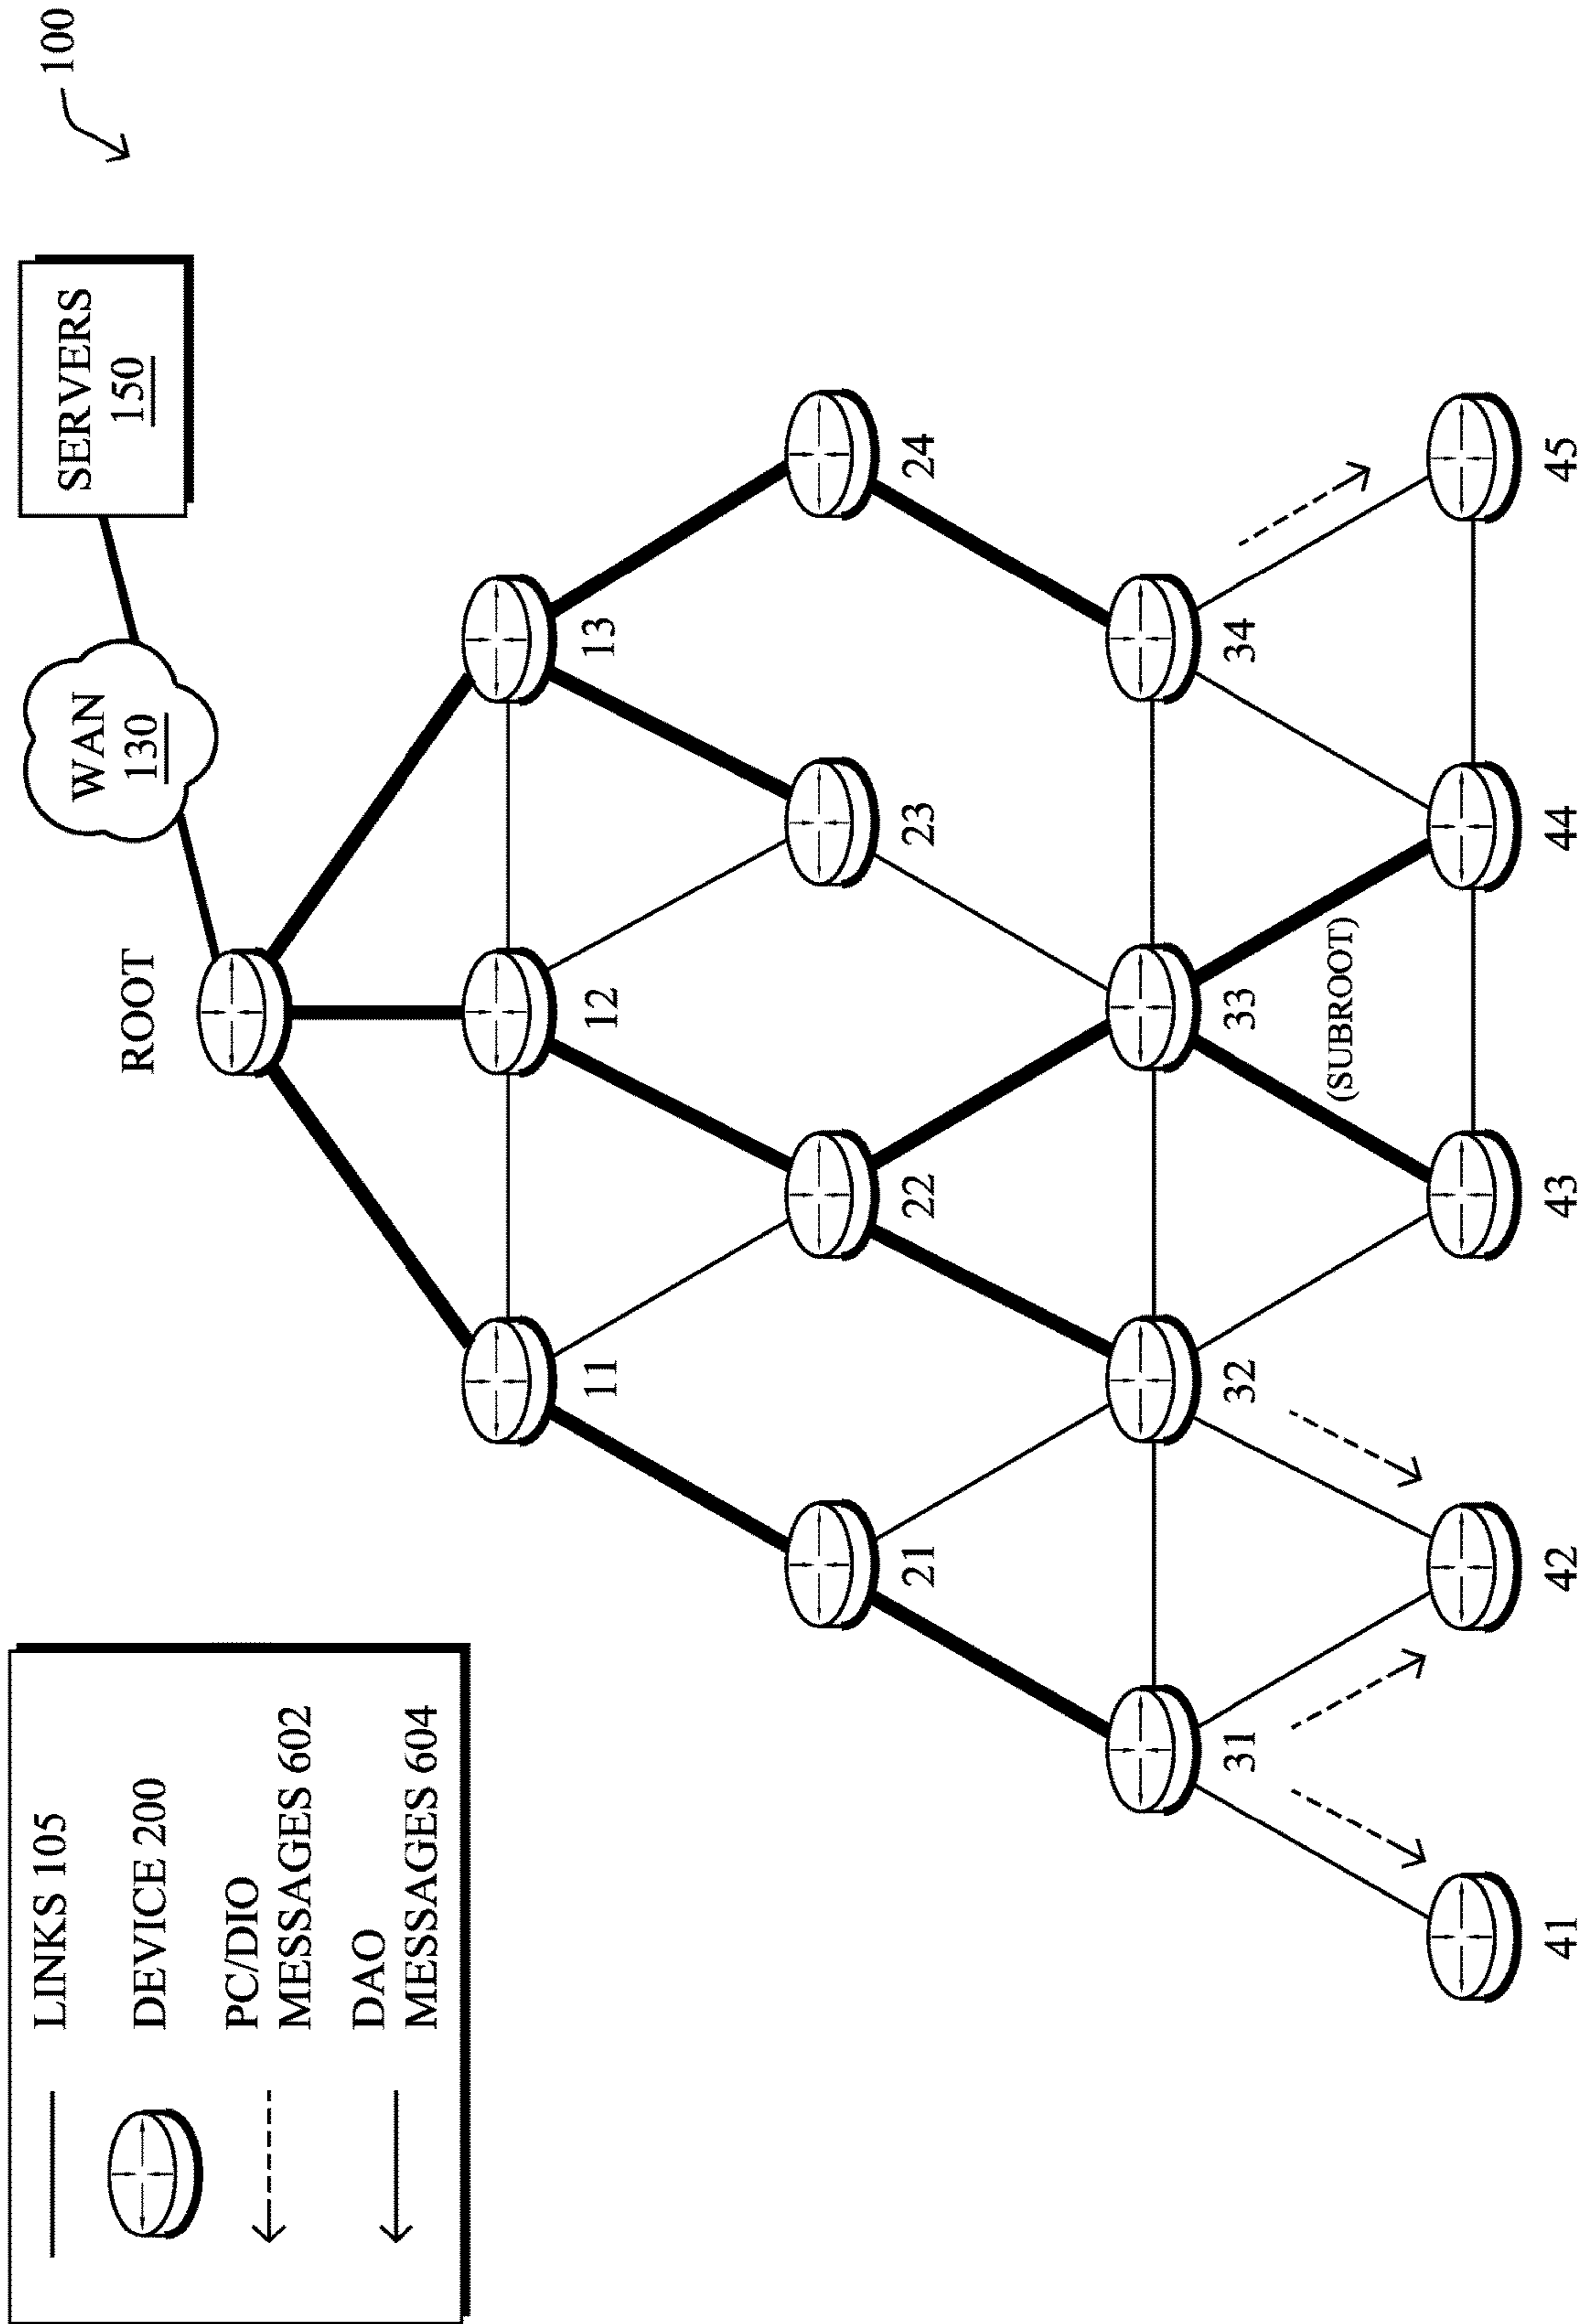 LINKS 105
DEVICE 200
PC/DIO
MESSAGES 602
DAO
MESSAGES 604
100
SERVERS
150
WAN
130
ROOT
11
12
13
21
22
23
24
31
32
33
34
(SUBROOT)
41
42
43
44
45